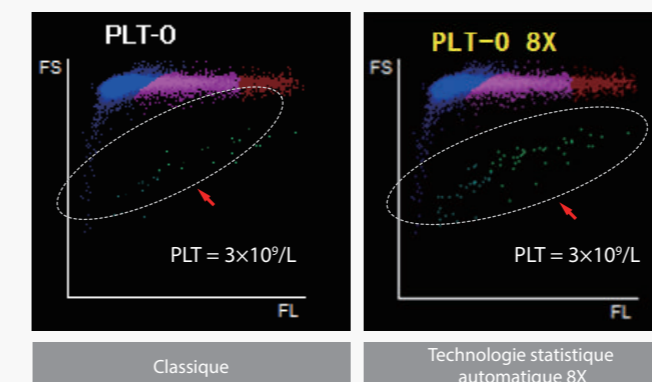 PLT-O
FS
PLT = 3×10⁹/L
FL
Classique
PLT-O 8X
FS
PLT = 3×10⁹/L
FL
Technologie statistique
automatique 8X